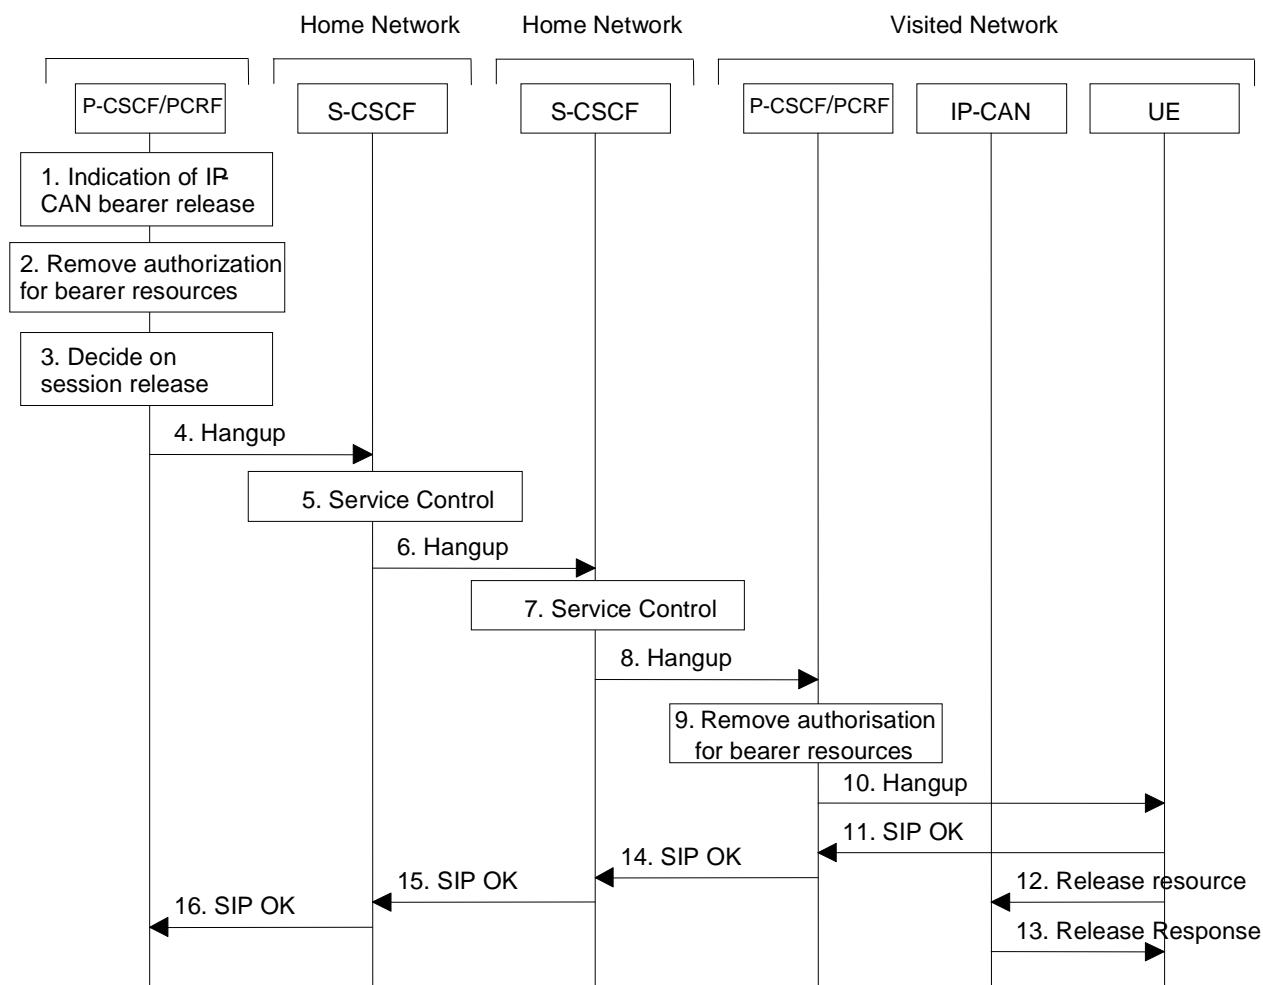 Home Network
Home Network
Visited Network
P-CSCF/PCRF
S-CSCF
S-CSCF
P-CSCF/PCRF
IP-CAN
UE
1. Indication of IP-
CAN bearer release
2. Remove authorization
for bearer resources
3. Decide on
session release
4. Hangup
5. Service Control
6. Hangup
7. Service Control
8. Hangup
9. Remove authorisation
for bearer resources
10. Hangup
11. SIP OK
14. SIP OK
15. SIP OK
12. Release resource
16. SIP OK
13. Release Response